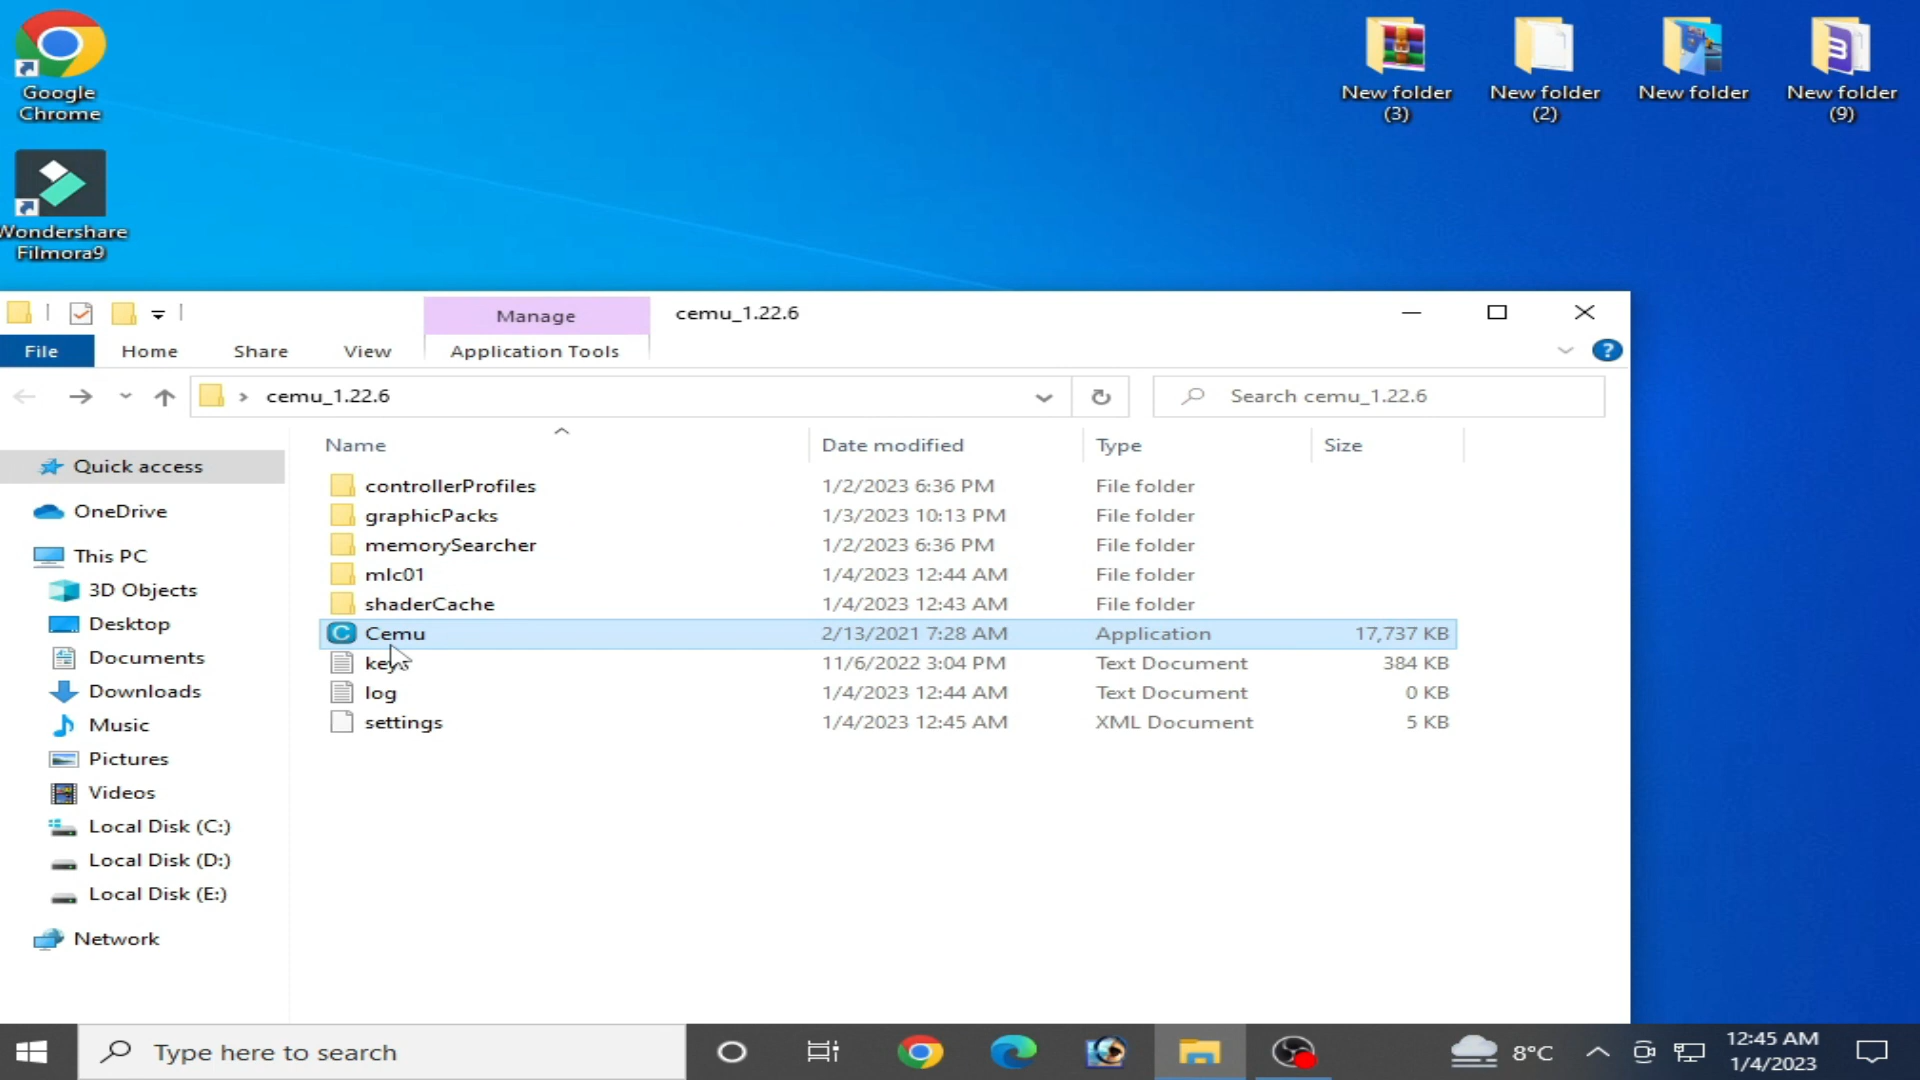 Google
Chrome
Wondershare
Filmora9
New folder
(3)
New folder
(2)
New folder
New folder
(9)
Manage
cemu_1.22.6
File
Home
Share
View
Application Tools
cemu_1.22.6
Search cemu_1.22.6
Name
Date modified
Type
Size
Quick access
OneDrive
This PC
3D Objects
Desktop
Documents
Downloads
Music
Pictures
Videos
Local Disk (C:)
Local Disk (D:)
Local Disk (E:)
Network
controllerProfiles 1/2/2023 6:36 PM File folder
graphicPacks 1/3/2023 10:13 PM File folder
memorySearcher 1/2/2023 6:36 PM File folder
mlc01 1/4/2023 12:44 AM File folder
shaderCache 1/4/2023 12:43 AM File folder
Cemu 2/13/2021 7:28 AM Application 17,737 KB
keys 11/6/2022 3:04 PM Text Document 384 KB
log 1/4/2023 12:44 AM Text Document 0 KB
settings 1/4/2023 12:45 AM XML Document 5 KB
Type here to search
8°C
12:45 AM
1/4/2023